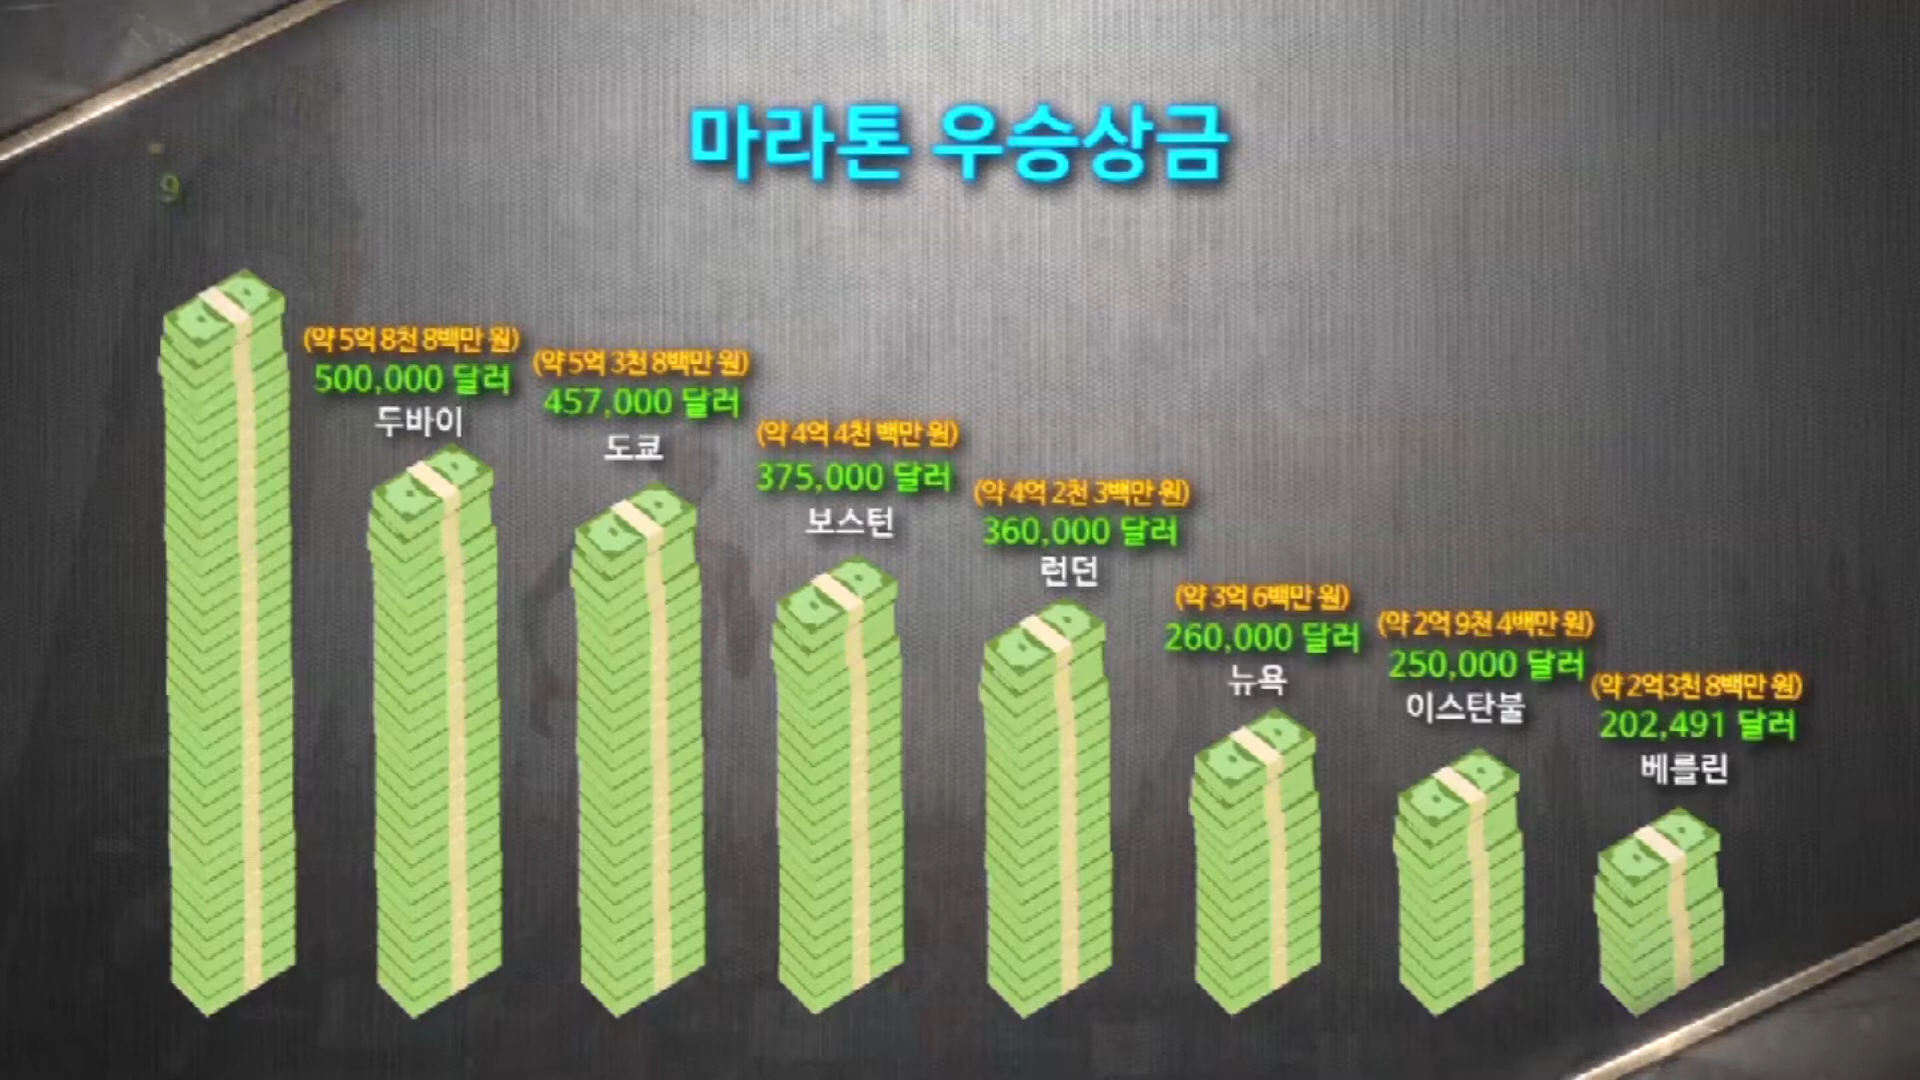 마라톤 우승상금
9
(약 5억 8천 8백만 원)
500,000 달러
두바이
(약 5억 3천 8백만 원)
457,000 달러
도쿄
(약 4억 4천 백만 원)
375,000 달러
보스턴
(약 4억 2천 3백만 원)
360,000 달러
런던
(약 3억 6백만 원)
260,000 달러
뉴욕
(약 2억 9천 4백만 원)
250,000 달러
이스탄불
(약 2억3천 8백만 원)
202,491 달러
베를린